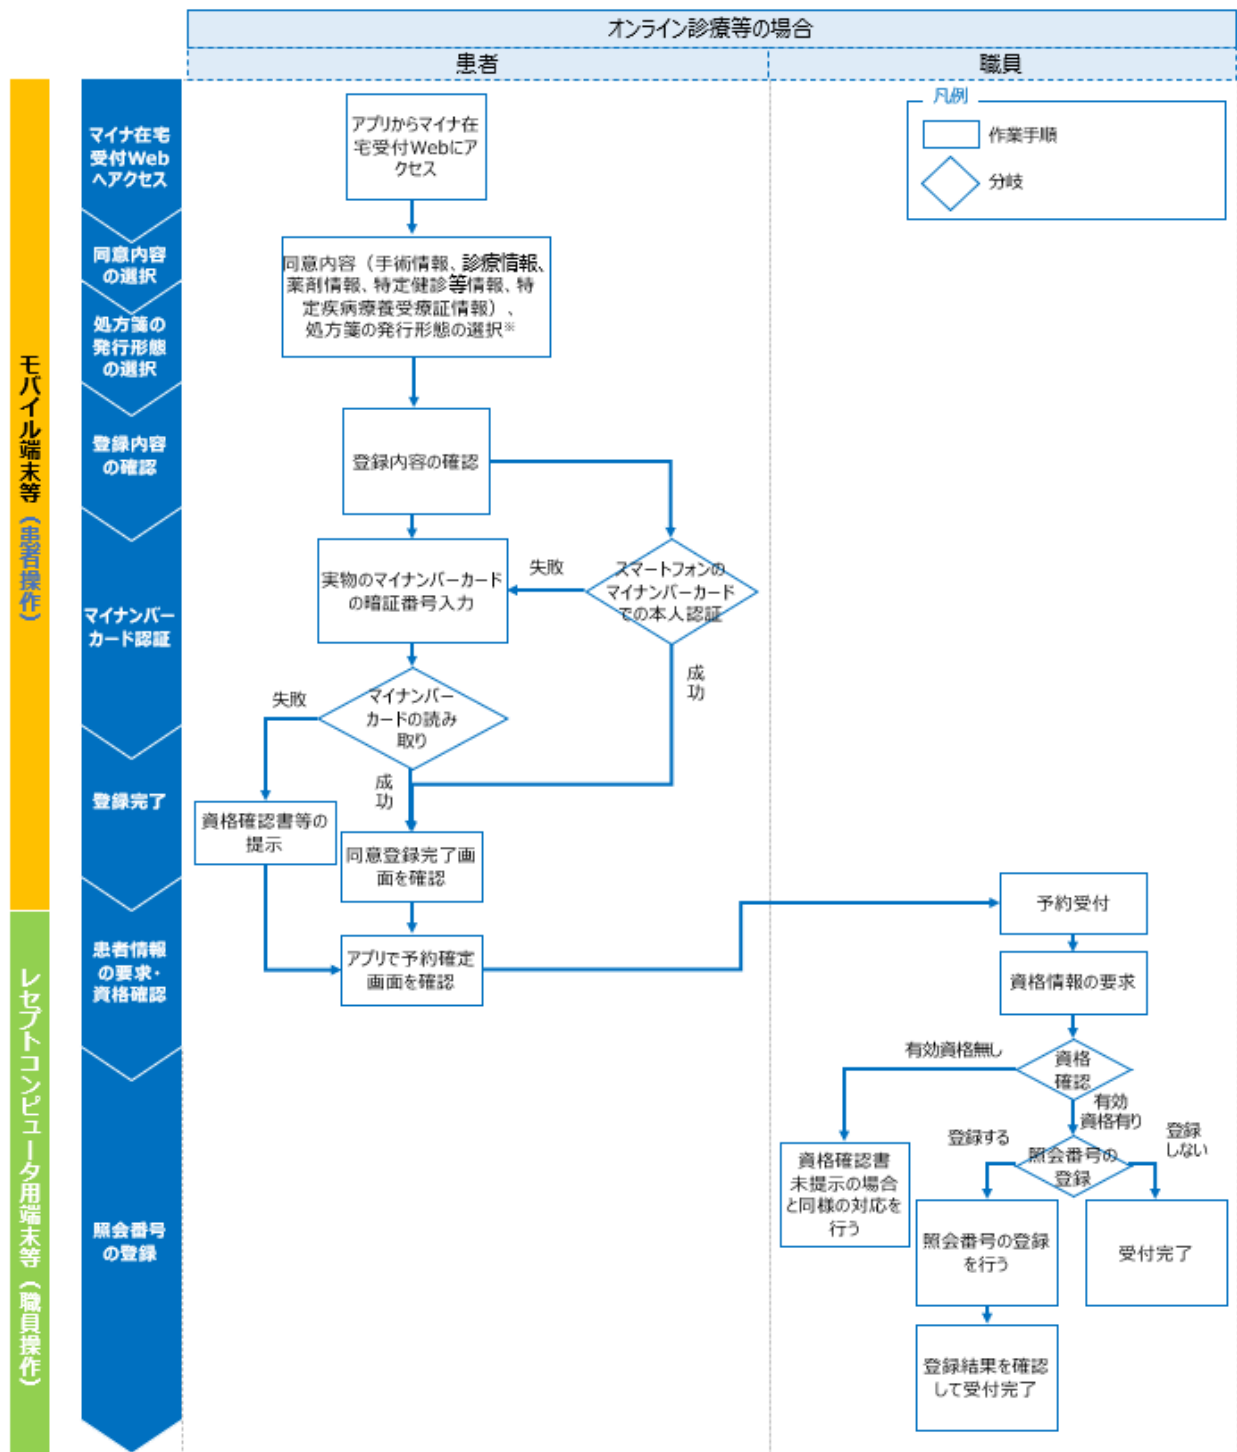 オンライン診療等の場合
患者
職員
凡例
作業手順
分岐
モバイル端末等（患者操作）
レセプトコンピュータ用端末等（職員操作）
マイナ在宅
受付Web
へアクセス
同意内容
の選択
処方箋の
発行形態
の選択
登録内容
の確認
マイナンバー
カード認証
登録完了
患者情報
の要求・
資格確認
照会番号
の登録
アプリからマイナ在
宅受付Webにア
クセス
同意内容（手術情報、診療情報、
薬剤情報、特定健診等情報、特
定疾病療養受療証情報）、
処方箋の発行形態の選択※
登録内容の確認
実物のマイナンバーカード
の暗証番号入力
失敗
スマートフォンの
マイナンバーカード
での本人認証
成
功
失敗
マイナンバー
カードの読み
取り
成
功
資格確認書等の
提示
同意登録完了画
面を確認
アプリで予約確定
画面を確認
予約受付
資格情報の要求
有効資格無し
資格
確認
有効
資格有り
登録する
照会番号の
登録
登録
しない
資格確認書
未提示の場合
と同様の対応を
行う
照会番号の登録
を行う
受付完了
登録結果を確認
して受付完了